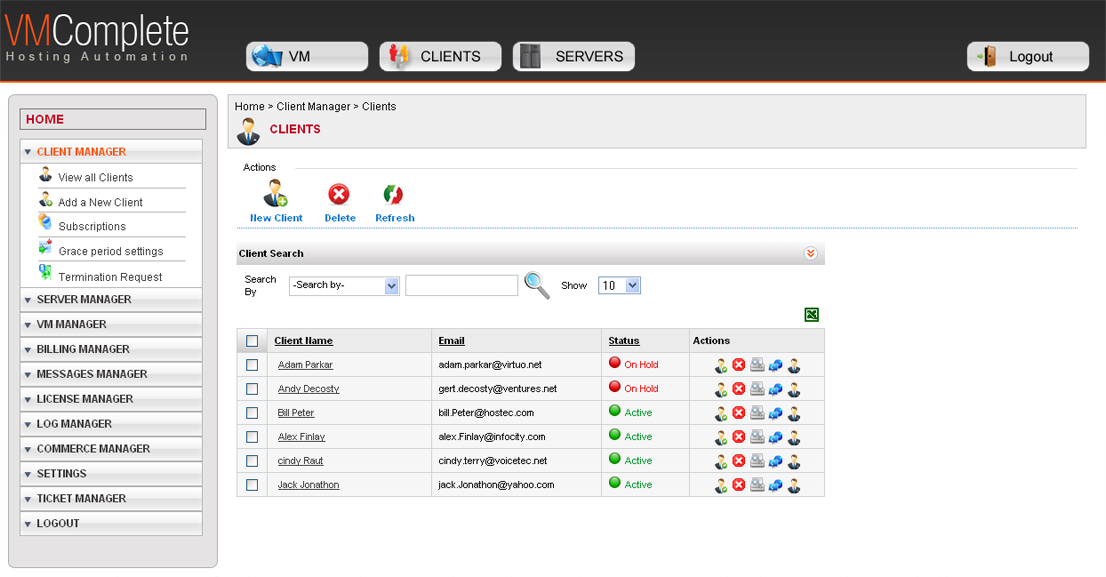 VMComplete
Hosting Automation
VM
CLIENTS
SERVERS
Logout
HOME
CLIENT MANAGER
View all Clients
Add a New Client
Subscriptions
Grace period settings
Termination Request
SERVER MANAGER
VM MANAGER
BILLING MANAGER
MESSAGES MANAGER
LICENSE MANAGER
LOG MANAGER
COMMERCE MANAGER
SETTINGS
TICKET MANAGER
LOGOUT
Home > Client Manager > Clients
CLIENTS
Actions
New Client Delete Refresh
Client Search
Search By -Search by- Show 10
Client Name Email Status Actions
Adam Parkar adam.parkar@virtuo.net On Hold
Andy Decosty gert.decosty@ventures.net On Hold
Bill Peter bill.Peter@hostec.com Active
Alex Finlay alex.Finlay@infocity.com Active
cindy Raut cindy.terry@voicetec.net Active
Jack Jonathon jack.Jonathon@yahoo.com Active